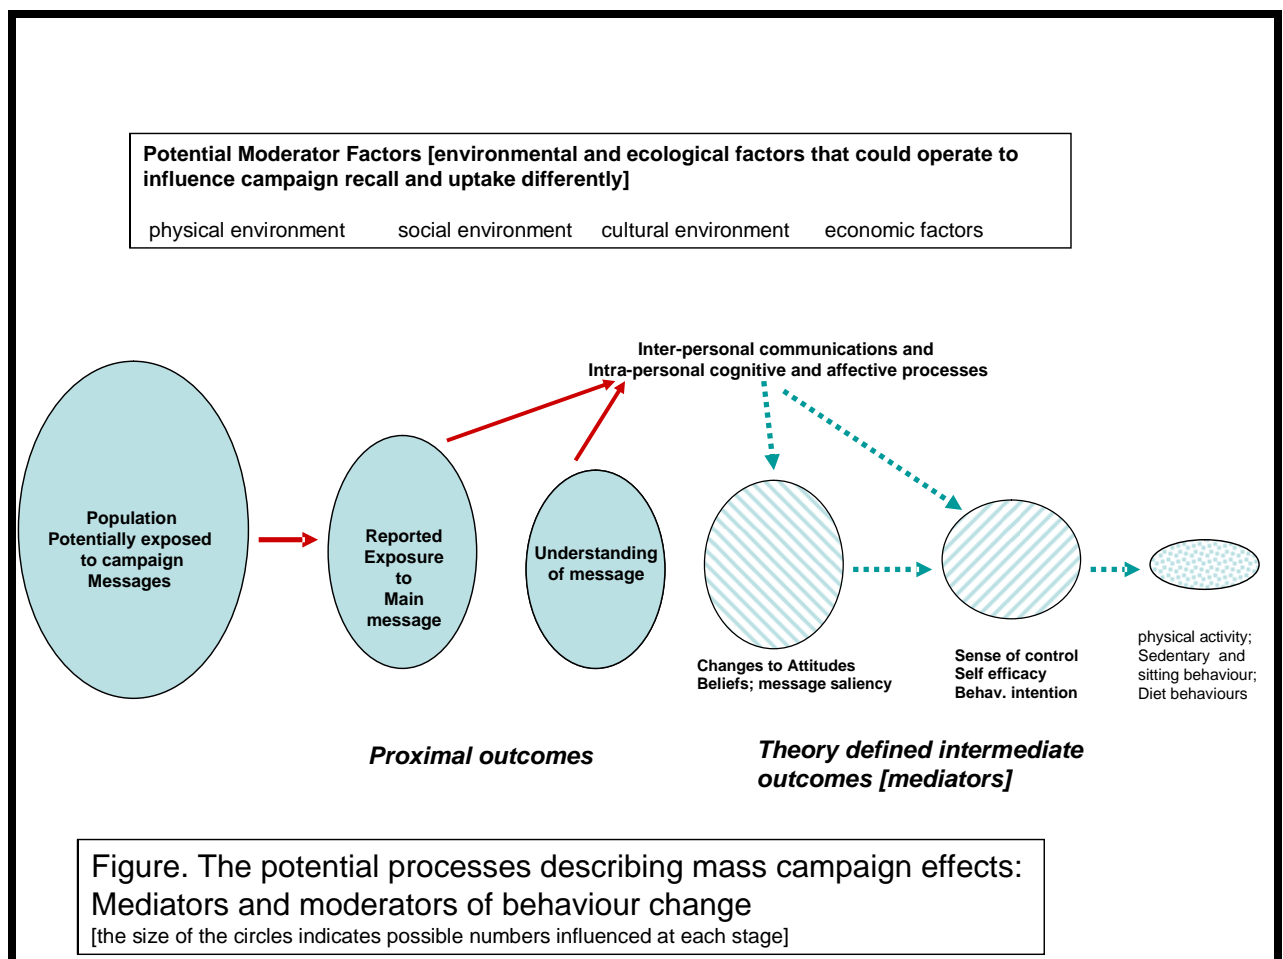 Potential Moderator Factors [environmental and ecological factors that could operate to
influence campaign recall and uptake differently]
physical environment social environment cultural environment economic factors
Inter-personal communications and
Intra-personal cognitive and affective processes
Population
Potentially exposed
to campaign
Messages
Reported
Exposure
to
Main
message
Understanding
of message
Changes to Attitudes
Beliefs; message saliency
Sense of control
Self efficacy
Behav. intention
physical activity;
Sedentary and
sitting behaviour;
Diet behaviours
Proximal outcomes
Theory defined intermediate
outcomes [mediators]
Figure. The potential processes describing mass campaign effects:
Mediators and moderators of behaviour change
[the size of the circles indicates possible numbers influenced at each stage]